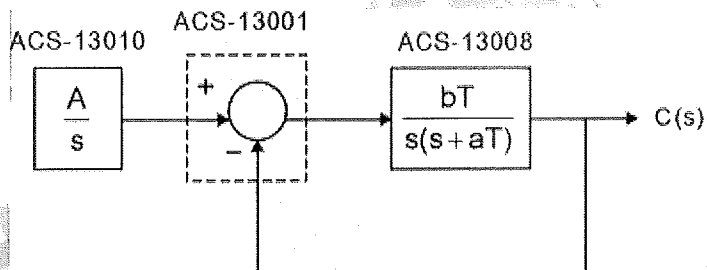 ACS-13010
ACS-13001
ACS-13008
A
s
+
−
bT
s(s+aT)
C(s)